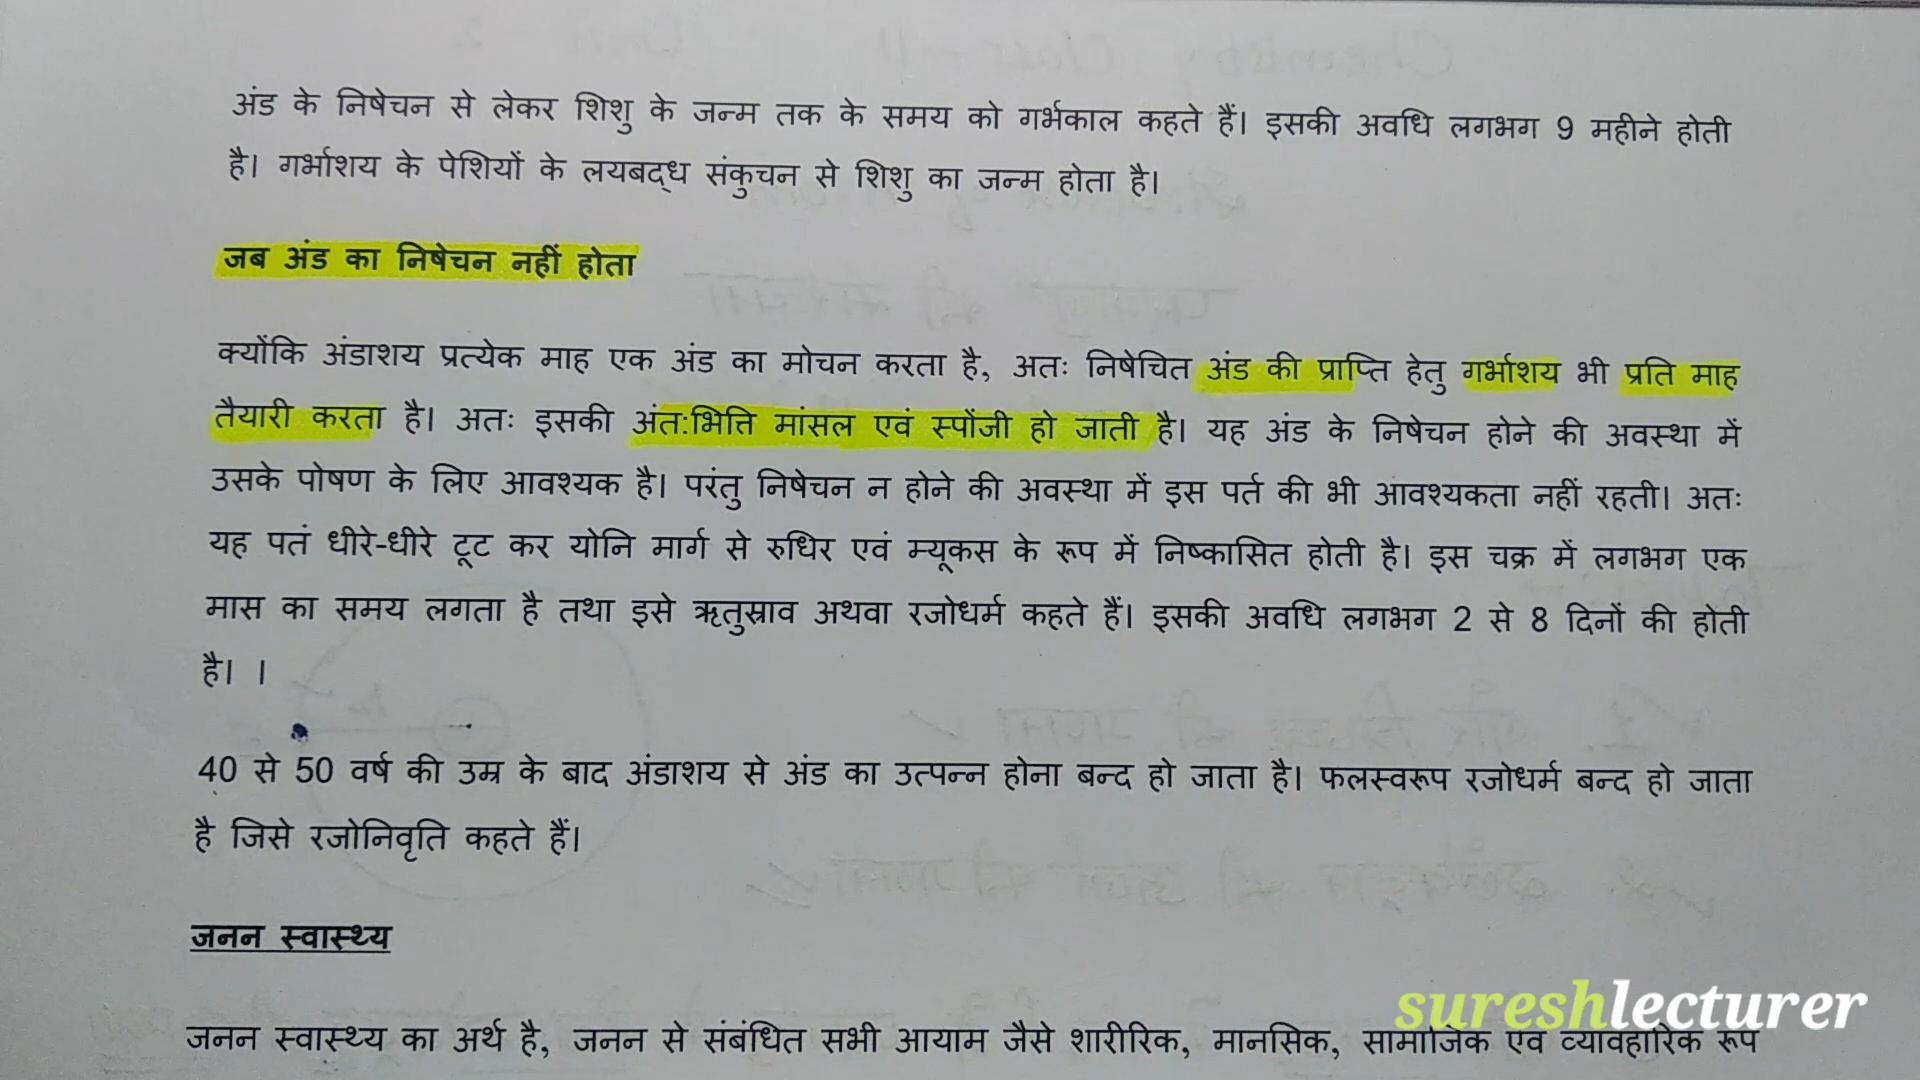 अंड के निषेचन से लेकर शिशु के जन्म तक के समय को गर्भकाल कहते हैं। इसकी अवधि लगभग 9 महीने होती
है। गर्भाशय के पेशियों के लयबद्ध संकुचन से शिशु का जन्म होता है।
जब अंड का निषेचन नहीं होता
क्योंकि अंडाशय प्रत्येक माह एक अंड का मोचन करता है, अतः निषेचित अंड की प्राप्ति हेतु गर्भाशय भी प्रति माह
तैयारी करता है। अतः इसकी अंत:भित्ति मांसल एवं स्पोंजी हो जाती है। यह अंड के निषेचन होने की अवस्था में
उसके पोषण के लिए आवश्यक है। परंतु निषेचन न होने की अवस्था में इस पर्त की भी आवश्यकता नहीं रहती। अतः
यह पतं धीरे-धीरे टूट कर योनि मार्ग से रुधिर एवं म्यूकस के रूप में निष्कासित होती है। इस चक्र में लगभग एक
मास का समय लगता है तथा इसे ऋतुस्राव अथवा रजोधर्म कहते हैं। इसकी अवधि लगभग 2 से 8 दिनों की होती
है। ।
40 से 50 वर्ष की उम्र के बाद अंडाशय से अंड का उत्पन्न होना बन्द हो जाता है। फलस्वरूप रजोधर्म बन्द हो जाता
है जिसे रजोनिवृति कहते हैं।
जनन स्वास्थ्य
जनन स्वास्थ्य का अर्थ है, जनन से संबंधित सभी आयाम जैसे शारीरिक, मानसिक, सामाजिक एवं व्यावहारिक रूप
sureshlecturer